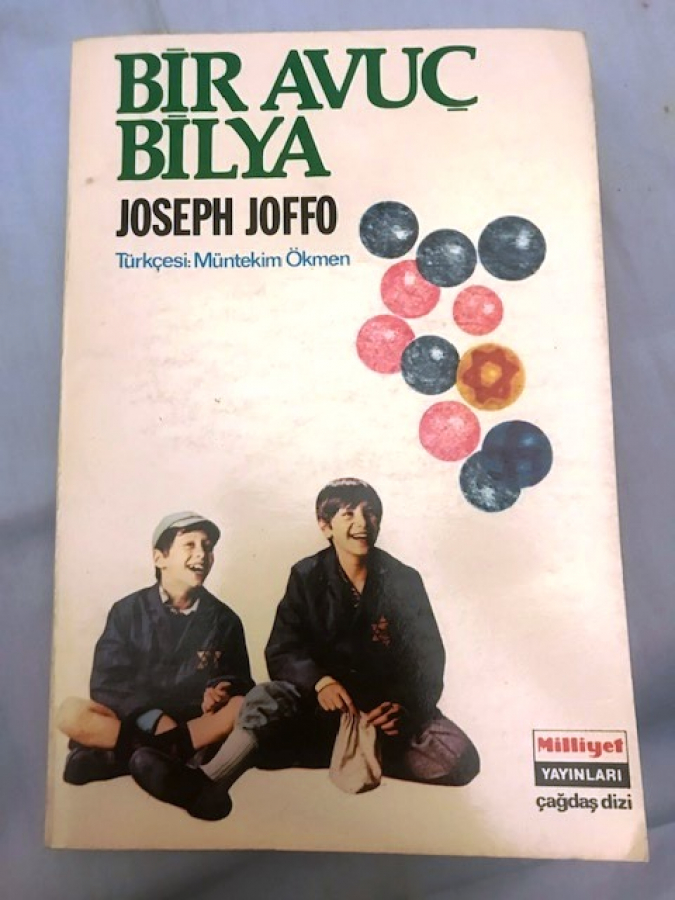 BİR AVUÇ
BİLYA
JOSEPH JOFFO
Türkçesi: Müntekim Ökmen
Milliyet
YAYINLARI
çağdaş dizi